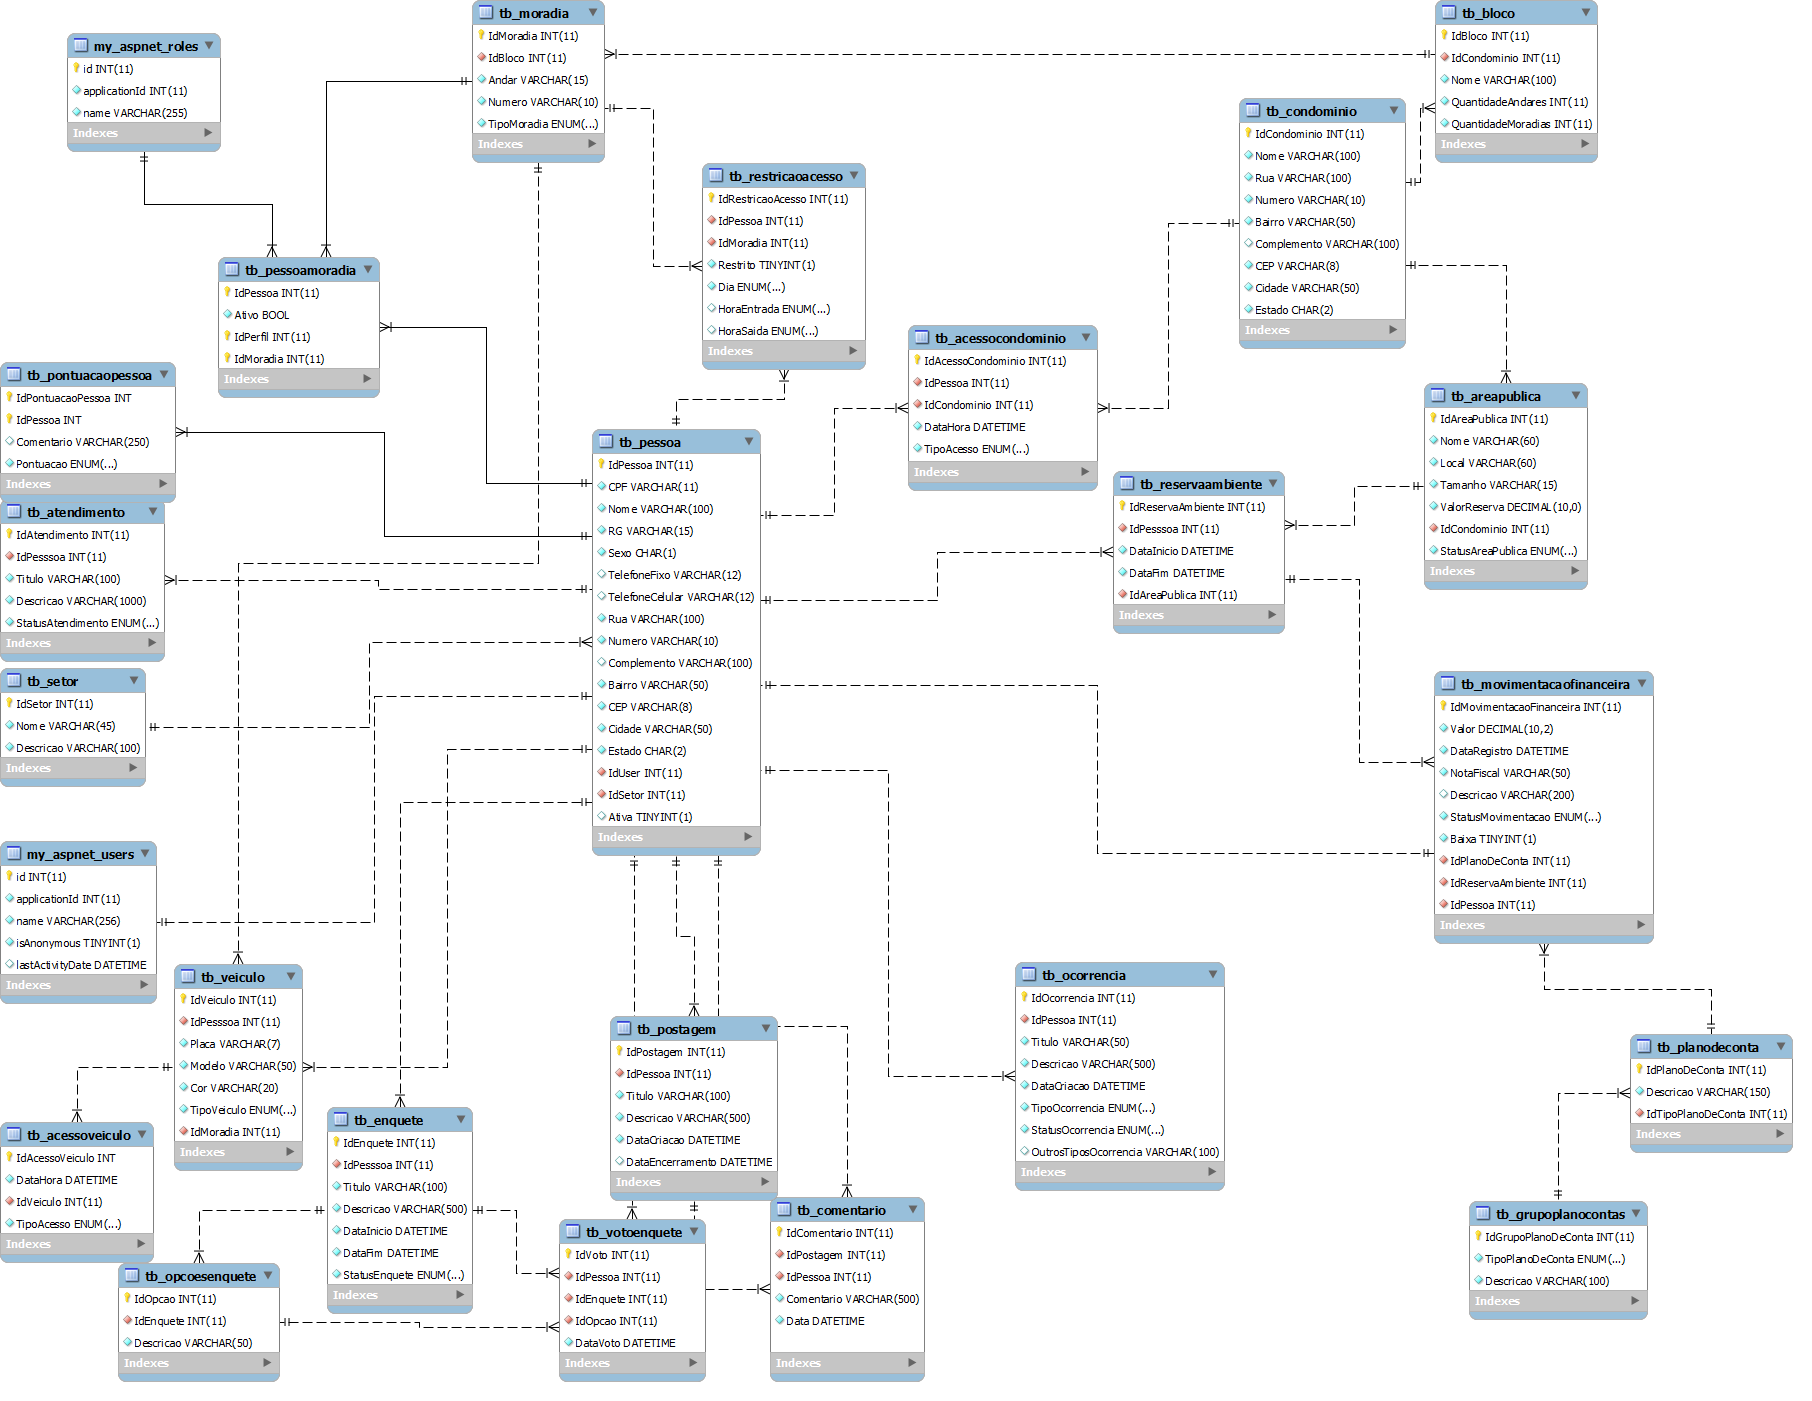 my_aspnet_roles
id INT(11)
applicationId INT(11)
name VARCHAR(255)
Indexes
tb_moradia
IdMoradia INT(11)
IdBloco INT(11)
Andar VARCHAR(15)
Numero VARCHAR(10)
TipoMoradia ENUM(...)
Indexes
tb_bloco
IdBloco INT(11)
IdCondominio INT(11)
Nome VARCHAR(100)
QuantidadeAndares INT(11)
QuantidadeMoradias INT(11)
Indexes
tb_condominio
IdCondominio INT(11)
Nome VARCHAR(100)
Rua VARCHAR(100)
Numero VARCHAR(10)
Bairro VARCHAR(50)
Complemento VARCHAR(100)
CEP VARCHAR(8)
Cidade VARCHAR(50)
Estado CHAR(2)
Indexes
tb_restricaoacesso
IdRestricaoAcesso INT(11)
IdPessoa INT(11)
IdMoradia INT(11)
Restrito TINYINT(1)
Dia ENUM(...)
HoraEntrada ENUM(...)
HoraSaida ENUM(...)
Indexes
tb_pessoamoradia
IdPessoa INT(11)
Ativo BOOL
IdPerfil INT(11)
IdMoradia INT(11)
Indexes
tb_acessocondominio
IdAcessoCondominio INT(11)
IdPessoa INT(11)
IdCondominio INT(11)
DataHora DATETIME
TipoAcesso ENUM(...)
Indexes
tb_pontuacaopessoa
IdPontuacaoPessoa INT
IdPessoa INT
Comentario VARCHAR(250)
Pontuacao ENUM(...)
Indexes
tb_areapublica
IdAreaPublica INT(11)
Nome VARCHAR(60)
Local VARCHAR(60)
Tamanho VARCHAR(15)
ValorReserva DECIMAL(10,0)
IdCondominio INT(11)
StatusAreaPublica ENUM(...)
Indexes
tb_pessoa
IdPessoa INT(11)
CPF VARCHAR(11)
Nome VARCHAR(100)
RG VARCHAR(15)
Sexo CHAR(1)
TelefoneFixo VARCHAR(12)
TelefoneCelular VARCHAR(12)
Rua VARCHAR(100)
Numero VARCHAR(10)
Complemento VARCHAR(100)
Bairro VARCHAR(50)
CEP VARCHAR(8)
Cidade VARCHAR(50)
Estado CHAR(2)
IdUser INT(11)
IdSetor INT(11)
Ativa TINYINT(1)
Indexes
tb_reservaambiente
IdReservaAmbiente INT(11)
IdPesssoa INT(11)
DataInicio DATETIME
DataFim DATETIME
IdAreaPublica INT(11)
Indexes
tb_atendimento
IdAtendimento INT(11)
IdPesssoa INT(11)
Titulo VARCHAR(100)
Descricao VARCHAR(1000)
StatusAtendimento ENUM(...)
Indexes
tb_setor
IdSetor INT(11)
Nome VARCHAR(45)
Descricao VARCHAR(100)
Indexes
tb_movimentacaofinanceira
IdMovimentacaoFinanceira INT(11)
Valor DECIMAL(10,2)
DataRegistro DATETIME
NotaFiscal VARCHAR(50)
Descricao VARCHAR(200)
StatusMovimentacao ENUM(...)
Baixa TINYINT(1)
IdPlanoDeConta INT(11)
IdReservaAmbiente INT(11)
IdPessoa INT(11)
Indexes
my_aspnet_users
id INT(11)
applicationId INT(11)
name VARCHAR(256)
isAnonymous TINYINT(1)
lastActivityDate DATETIME
Indexes
tb_veiculo
IdVeiculo INT(11)
IdPesssoa INT(11)
Placa VARCHAR(7)
Modelo VARCHAR(50)
Cor VARCHAR(20)
TipoVeiculo ENUM(...)
IdMoradia INT(11)
Indexes
tb_ocorrencia
IdOcorrencia INT(11)
IdPessoa INT(11)
Titulo VARCHAR(50)
Descricao VARCHAR(500)
DataCriacao DATETIME
TipoOcorrencia ENUM(...)
StatusOcorrencia ENUM(...)
OutrosTiposOcorrencia VARCHAR(100)
Indexes
tb_postagem
IdPostagem INT(11)
IdPessoa INT(11)
Titulo VARCHAR(100)
Descricao VARCHAR(500)
DataCriacao DATETIME
DataEncerramento DATETIME
Indexes
tb_planodeconta
IdPlanoDeConta INT(11)
Descricao VARCHAR(150)
IdTipoPlanoDeConta INT(11)
Indexes
tb_enquete
IdEnquete INT(11)
IdPesssoa INT(11)
Titulo VARCHAR(100)
Descricao VARCHAR(500)
DataInicio DATETIME
DataFim DATETIME
StatusEnquete ENUM(...)
Indexes
tb_acessoveiculo
IdAcessoVeiculo INT
DataHora DATETIME
IdVeiculo INT(11)
TipoAcesso ENUM(...)
Indexes
tb_comentario
IdComentario INT(11)
IdPostagem INT(11)
IdPessoa INT(11)
Comentario VARCHAR(500)
Data DATETIME
Indexes
tb_grupoplanocontas
IdGrupoPlanoDeConta INT(11)
TipoPlanoDeConta ENUM(...)
Descricao VARCHAR(100)
Indexes
tb_votoenquete
IdVoto INT(11)
IdPessoa INT(11)
IdEnquete INT(11)
IdOpcao INT(11)
DataVoto DATETIME
Indexes
tb_opcoesenquete
IdOpcao INT(11)
IdEnquete INT(11)
Descricao VARCHAR(50)
Indexes